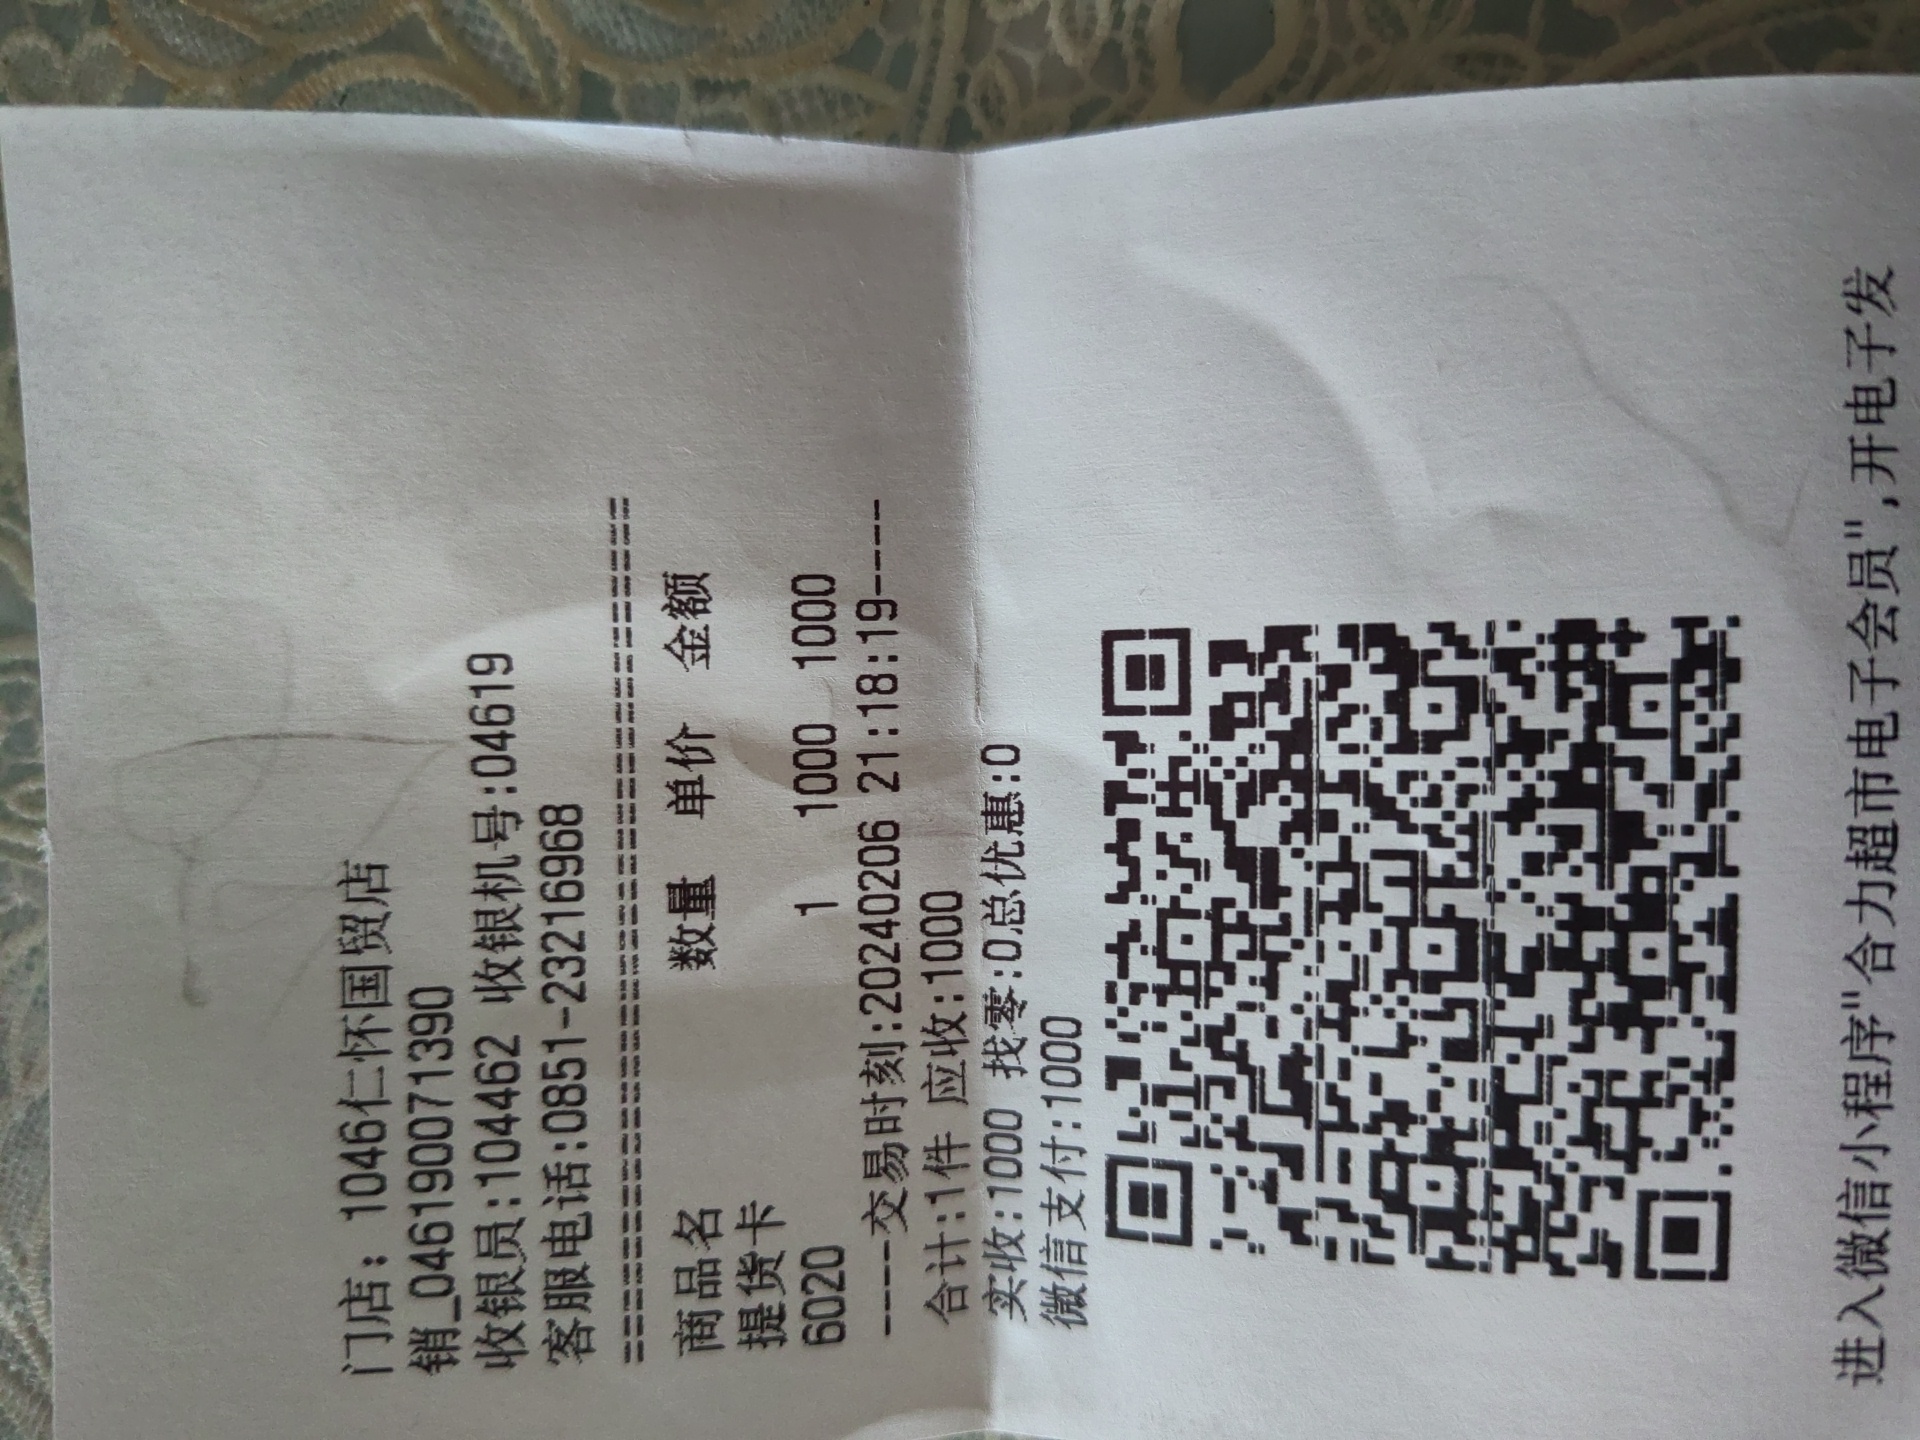 门店: 1046仁怀国贸店
销_046190071390
收银员:104462 收银机号:04619
客服电话:0851-23216968
================================
商品名 数量 单价 金额
提货卡
6020 1 1000 1000
----交易时刻:20240206 21:18:19----
合计:1件 应收:1000
实收:1000 找零:0总优惠:0
微信支付:1000
进入微信小程序"合力超市电子会员",开电子发